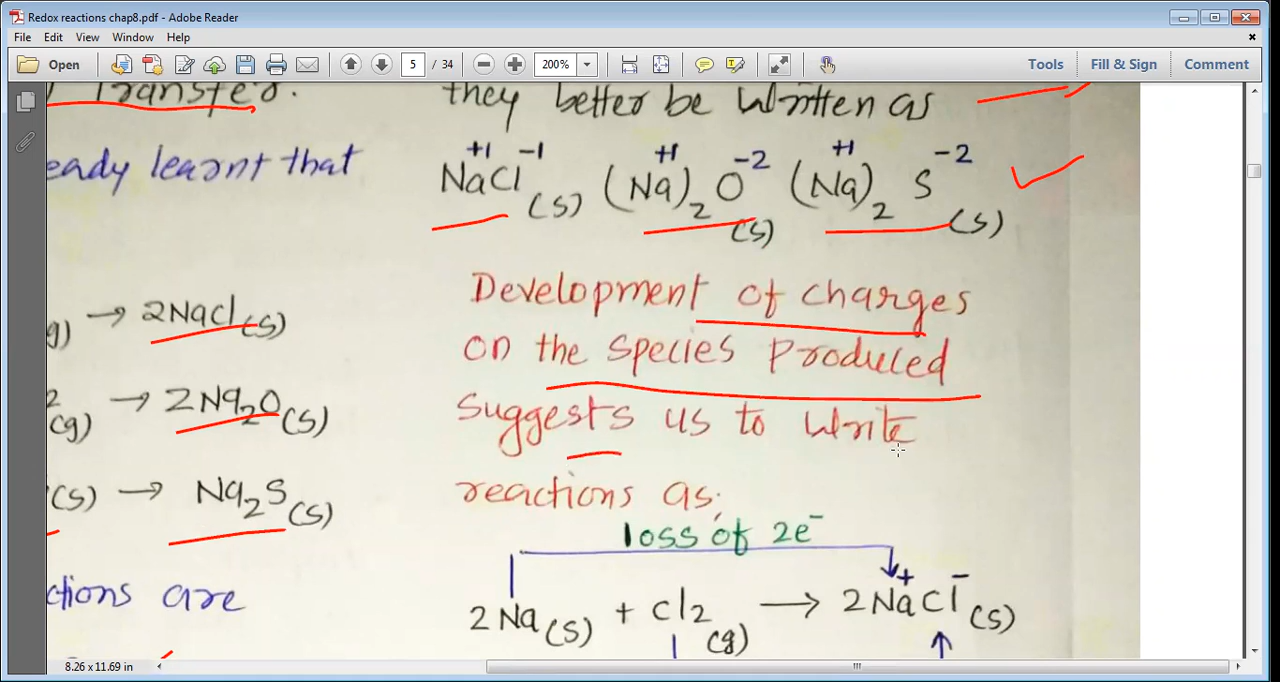 Redox reactions chap8.pdf - Adobe Reader
File Edit View Window Help
Open 5 / 34 200% Tools Fill & Sign Comment
Transfer.
eady learnt that
g) → 2NaCl(s)
2(g) → 2Na2O(s)
(s) → Na2S(s)
ctions are
they better be written as
+1 -1 +1 -2 +1 -2
NaCl(s) (Na)2O(s) (Na)2 S(s)
Development of charges
on the species produced
suggests us to write
reactions as,
loss of 2e⁻
2Na(s) + Cl2(g) → 2Na⁺Cl⁻(s)
8.26 x 11.69 in